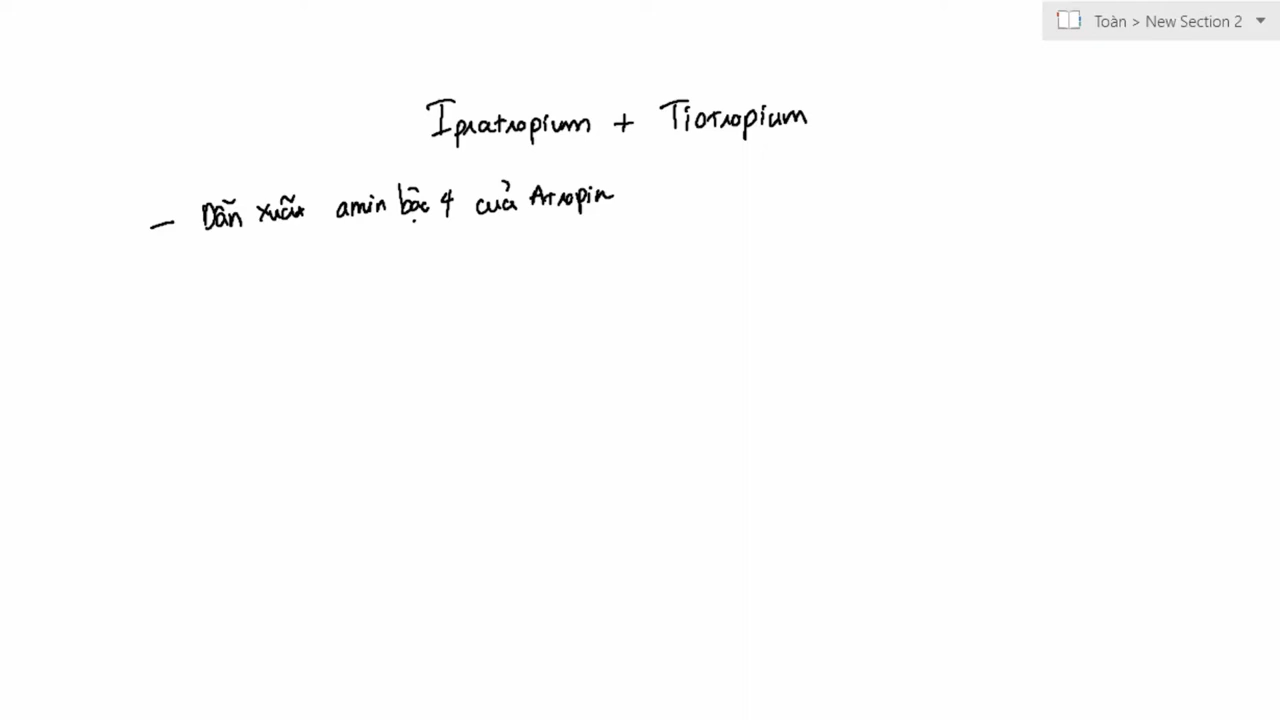 Toàn > New Section 2
Ipratropium + Tiotropium
– Dẫn xuất amin bậc 4 của Atropin